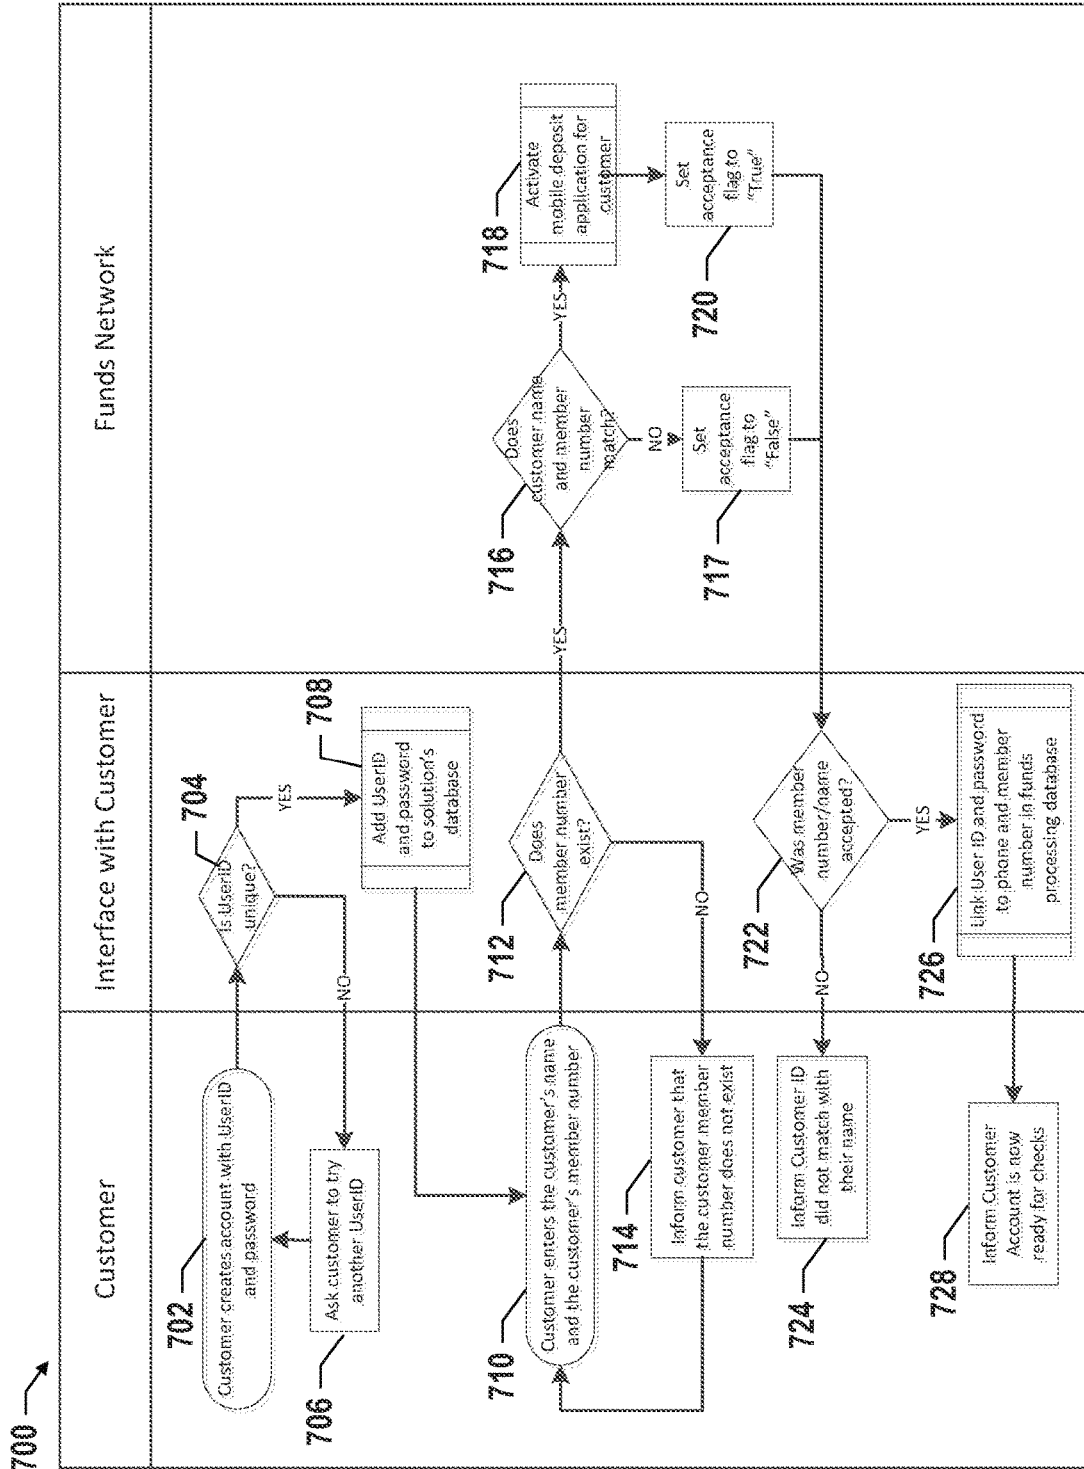 700
Customer
Interface with Customer
Funds Network
702
Customer creates account with UserID
and password
704
Is UserID
unique?
YES
NO
706
Ask customer to try
another UserID
708
Add UserID
and password
to solution's
database
710
Customer enters the customer's name
and the customer's member number
712
Does
member number
exist?
YES
NO
714
Inform customer that
the customer member
number does not exist
716
Does
customer name
and member
number
match?
YES
NO
717
Set
acceptance
flag to
"False"
718
Activate
mobile deposit
application for
customer
720
Set
acceptance
flag to
"True"
722
Was member
number/name
accepted?
NO
YES
724
Inform Customer ID
did not match with
their name
726
Link User ID and password
to phone and member
number in funds
processing database
728
Inform Customer
Account is now
ready for checks